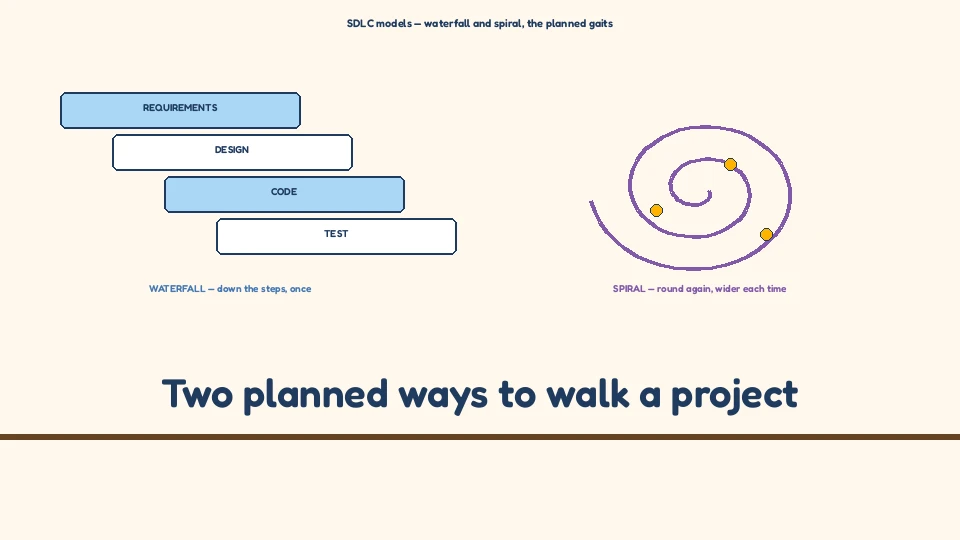 SDLC models — waterfall and spiral, the planned gaits
REQUIREMENTS
DESIGN
CODE
TEST
WATERFALL — down the steps, once
SPIRAL — round again, wider each time
Two planned ways to walk a project